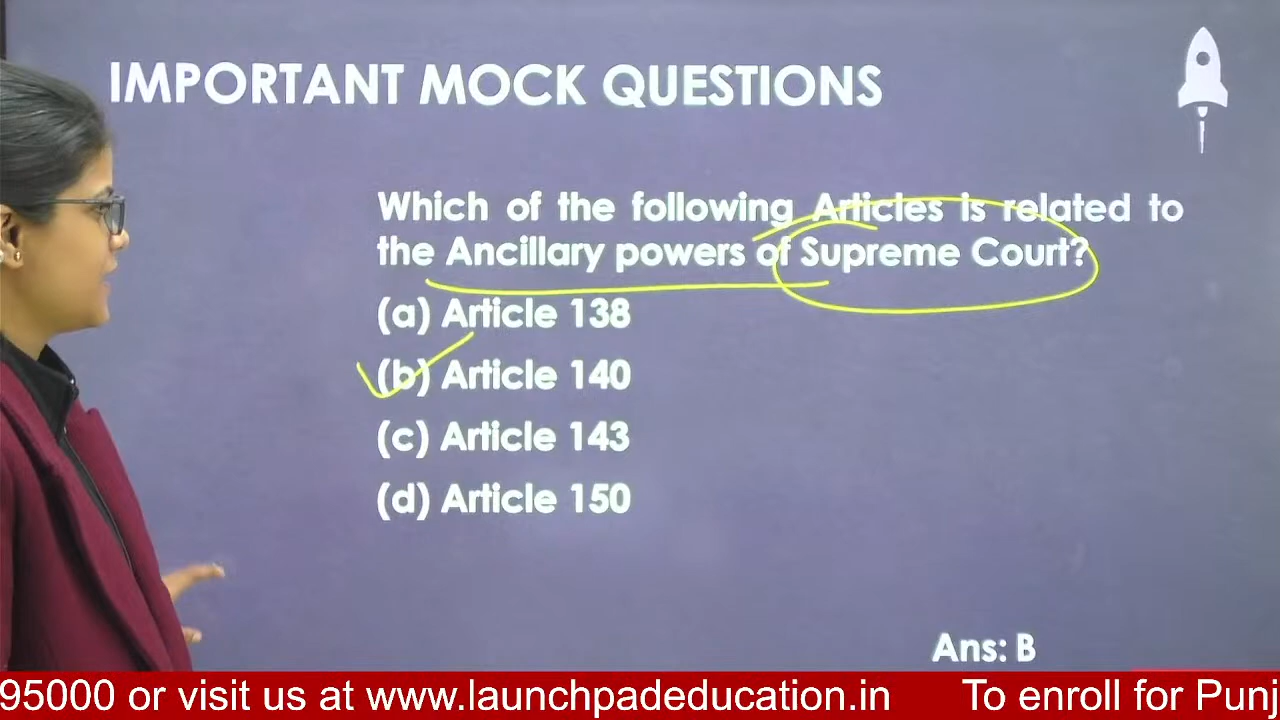 IMPORTANT MOCK QUESTIONS
Which of the following Articles is related to
the Ancillary powers of Supreme Court?
(a) Article 138
(b) Article 140
(c) Article 143
(d) Article 150
Ans: B
95000 or visit us at www.launchpadeducation.in To enroll for Punj